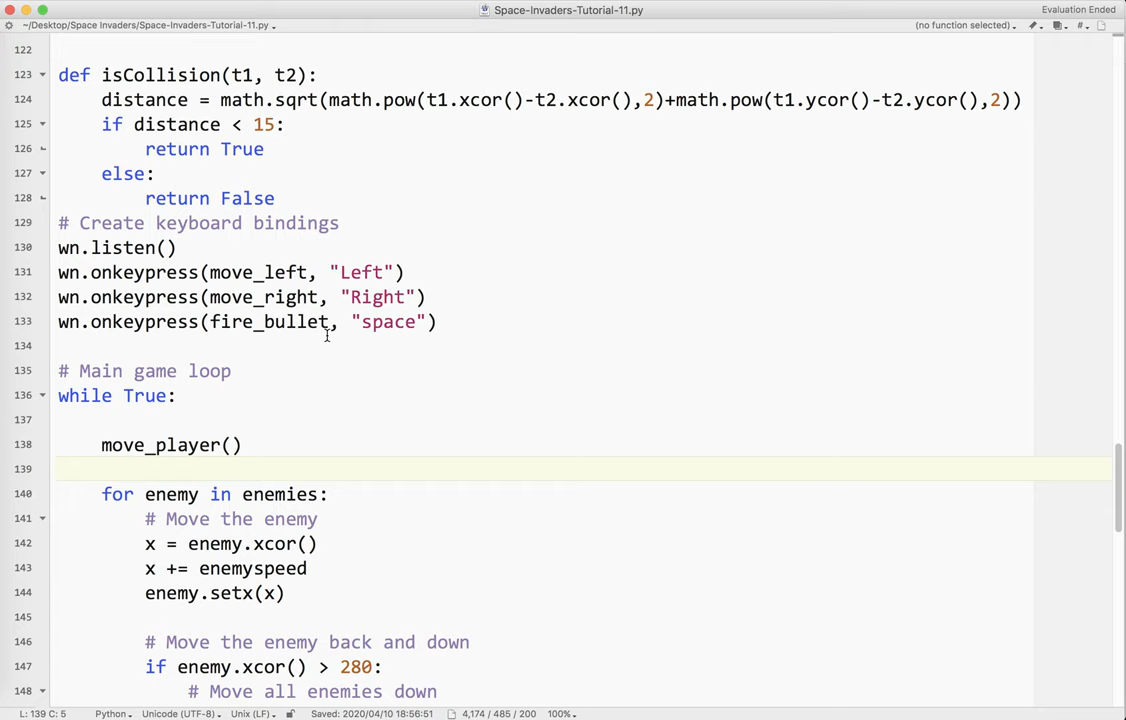 Space-Invaders-Tutorial-11.py
Evaluation Ended
~/Desktop/Space Invaders/Space-Invaders-Tutorial-11.py
(no function selected)
#
122
123 def isCollision(t1, t2):
124 distance = math.sqrt(math.pow(t1.xcor()-t2.xcor(),2)+math.pow(t1.ycor()-t2.ycor(),2))
125 if distance < 15:
126 return True
127 else:
128 return False
129 # Create keyboard bindings
130 wn.listen()
131 wn.onkeypress(move_left, "Left")
132 wn.onkeypress(move_right, "Right")
133 wn.onkeypress(fire_bullet, "space")
134
135 # Main game loop
136 while True:
137
138 move_player()
139
140 for enemy in enemies:
141 # Move the enemy
142 x = enemy.xcor()
143 x += enemyspeed
144 enemy.setx(x)
145
146 # Move the enemy back and down
147 if enemy.xcor() > 280:
148 # Move all enemies down
L: 139 C: 5 Python Unicode (UTF-8) Unix (LF) Saved: 2020/04/10 18:56:51 4,174 / 485 / 200 100%